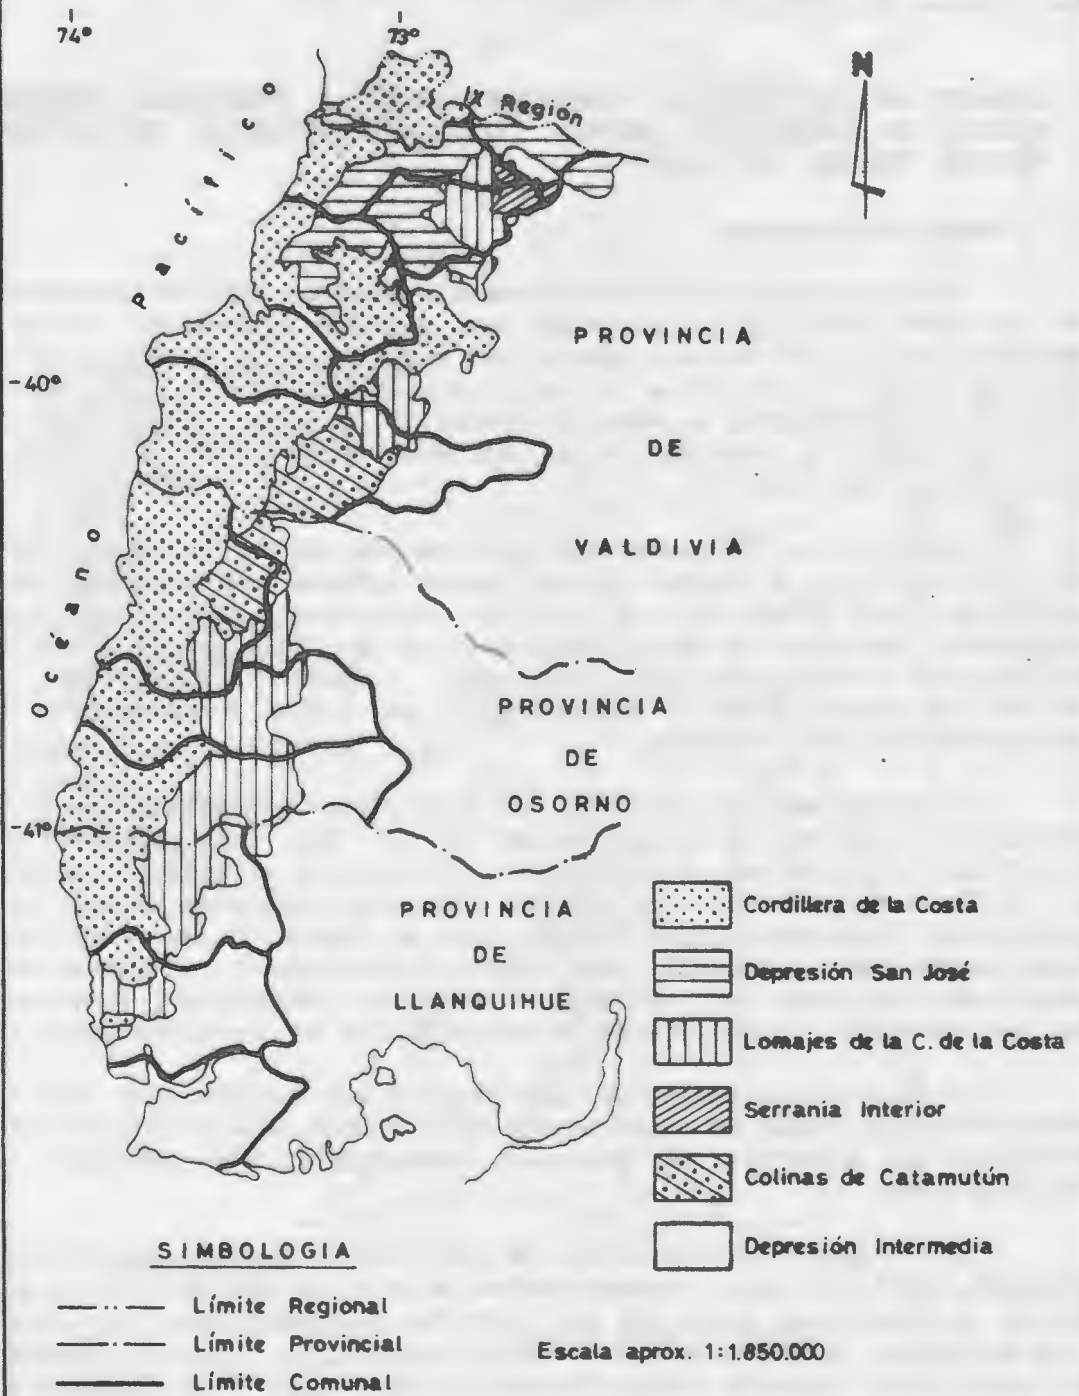 74°
73°
N
IX Región
Océano Pacífico
PROVINCIA
-40°
DE
VALDIVIA
PROVINCIA
DE
OSORNO
-41°
PROVINCIA
DE
LLANQUIHUE
Cordillera de la Costa
Depresión San José
Lomajes de la C. de la Costa
Serrania Interior
Colinas de Catamutún
Depresión Intermedia
SIMBOLOGIA
Límite Regional
Límite Provincial
Límite Comunal
Escala aprox. 1:1.850.000